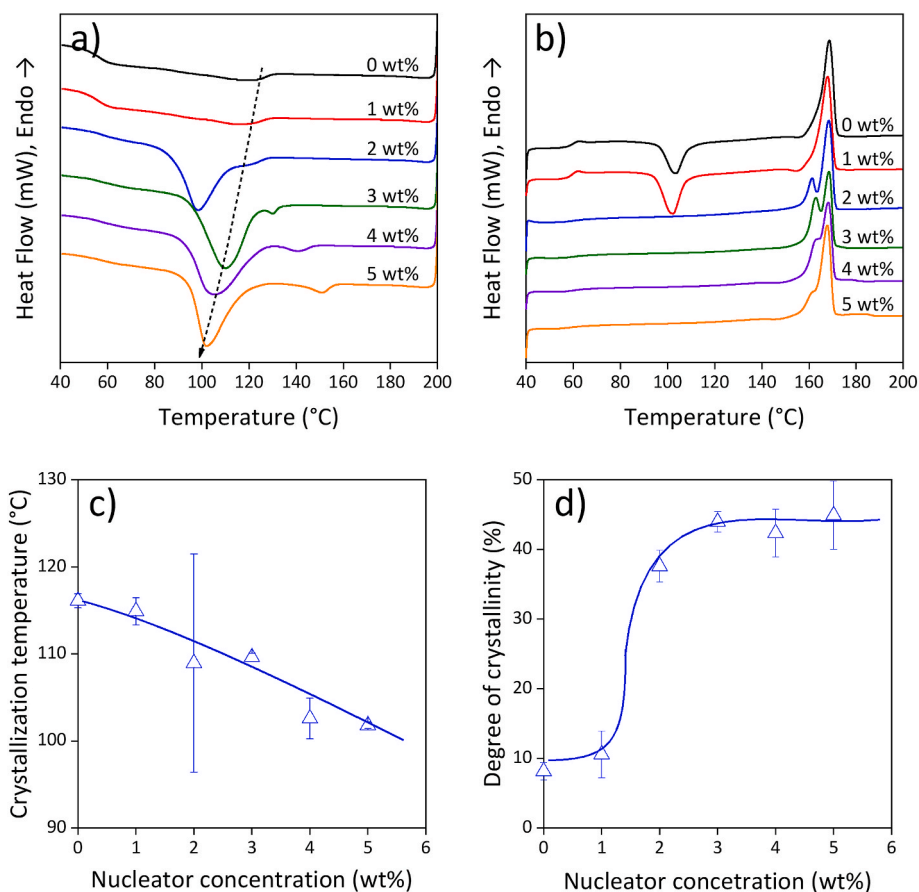 a)
0 wt%
1 wt%
2 wt%
3 wt%
4 wt%
5 wt%
Heat Flow (mW), Endo →
40 60 80 100 120 140 160 180 200
Temperature (°C)
b)
0 wt%
1 wt%
2 wt%
3 wt%
4 wt%
5 wt%
Heat Flow (mW), Endo →
40 60 80 100 120 140 160 180 200
Temperature (°C)
c)
Crystallization temperature (°C)
130
120
110
100
90
0 1 2 3 4 5 6
Nucleator concentration (wt%)
d)
Degree of crystallinity (%)
50
40
30
20
10
0
0 1 2 3 4 5 6
Nucleator concetration (wt%)